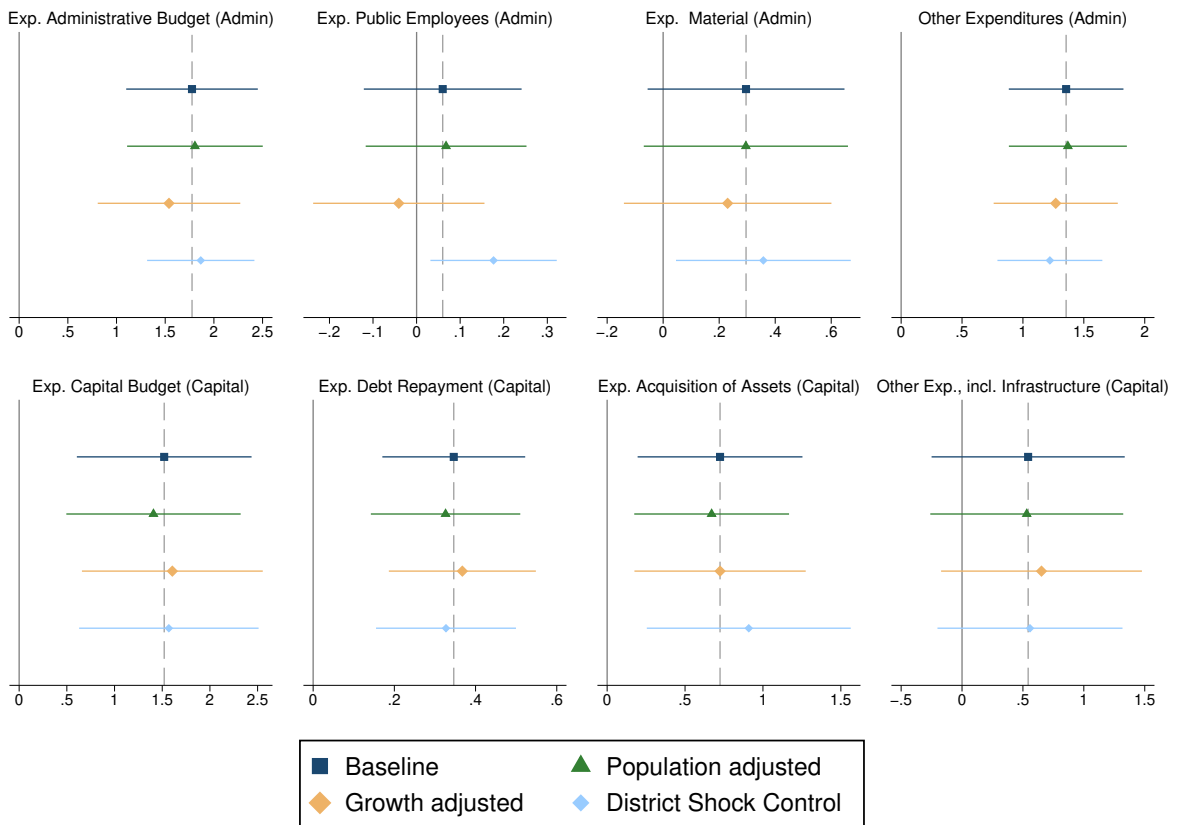 Exp. Administrative Budget (Admin) Exp. Public Employees (Admin) Exp. Material (Admin) Other Expenditures (Admin)
0 .5 1 1.5 2 2.5 −.2 −.1 0 .1 .2 .3 −.2 0 .2 .4 .6 0 .5 1 1.5 2
Exp. Capital Budget (Capital) Exp. Debt Repayment (Capital) Exp. Acquisition of Assets (Capital) Other Exp., incl. Infrastructure (Capital)
0 .5 1 1.5 2 2.5 0 .2 .4 .6 0 .5 1 1.5 −.5 0 .5 1 1.5
Baseline Population adjusted
Growth adjusted District Shock Control